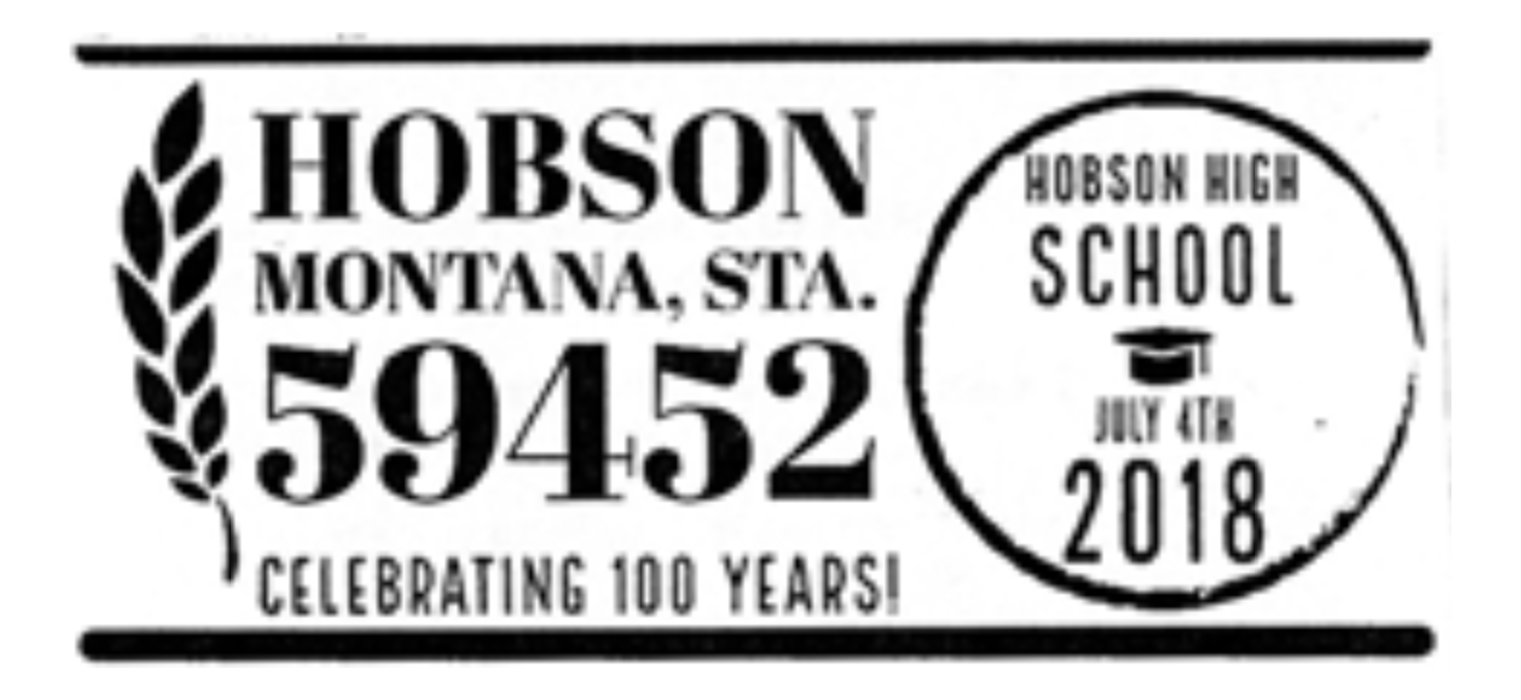 HOBSON
MONTANA, STA.
59452
CELEBRATING 100 YEARS!
HOBSON HIGH
SCHOOL
JULY 4TH
2018